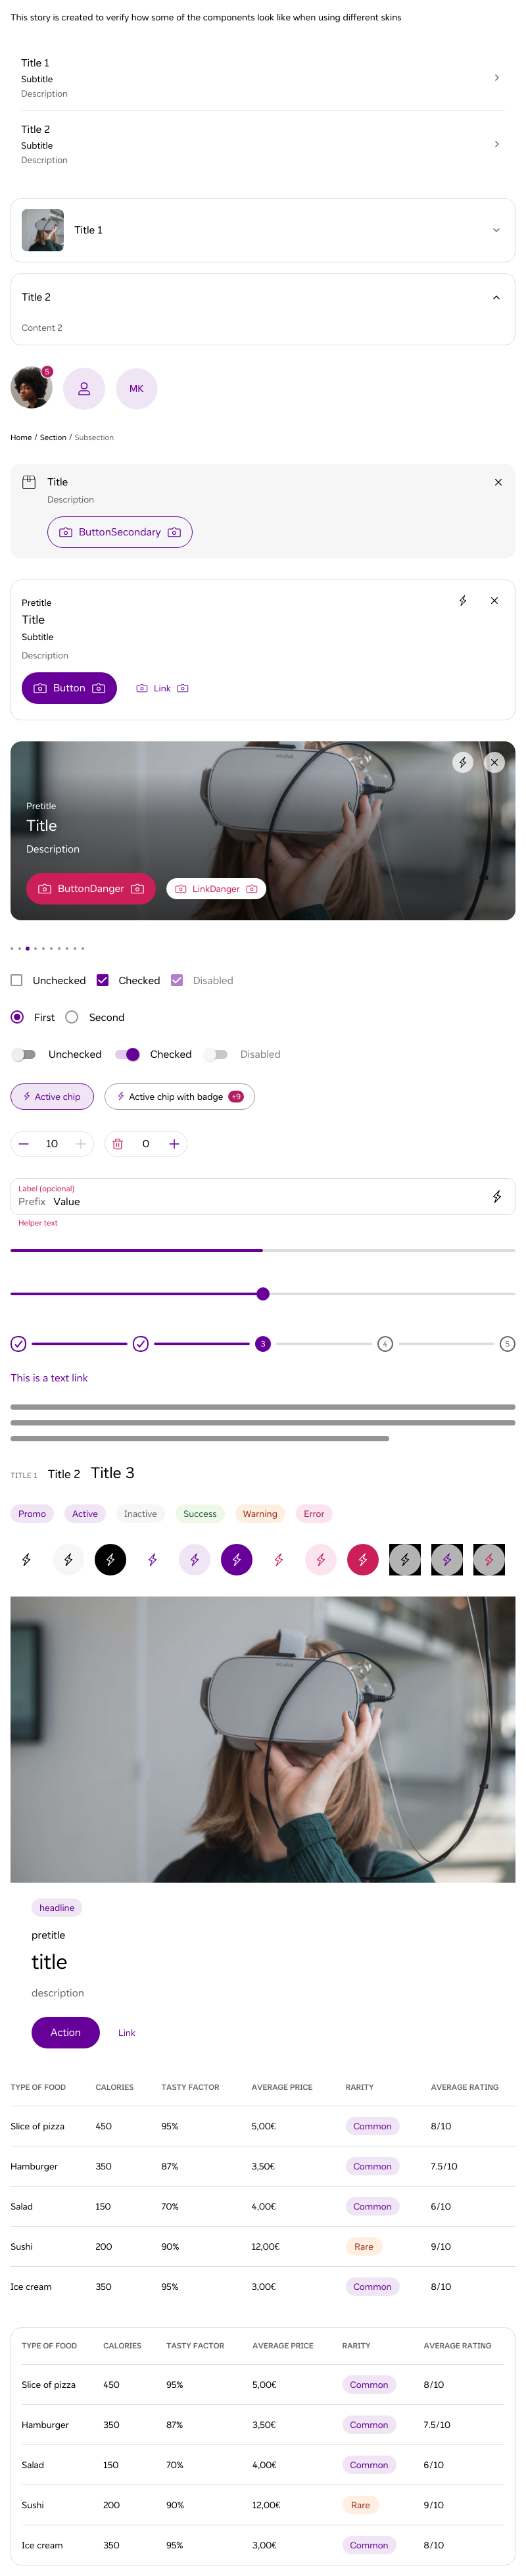 This story is created to verify how some of the components look like when using different skins
Title 1
Subtitle
Description
Title 2
Subtitle
Description
Title 1
Title 2
Content 2
5
MK
Home / Section / Subsection
Title
Description
ButtonSecondary
Pretitle
Title
Subtitle
Description
Button Link
oculus
Pretitle
Title
Description
ButtonDanger LinkDanger
Unchecked Checked Disabled
First Second
Unchecked Checked Disabled
Active chip Active chip with badge +9
10 0
Label (opcional)
Prefix Value
Helper text
3 4 5
This is a text link
TITLE 1 Title 2 Title 3
Promo Active Inactive Success Warning Error
oculus
headline
pretitle
title
description
Action Link
TYPE OF FOOD CALORIES TASTY FACTOR AVERAGE PRICE RARITY AVERAGE RATING
Slice of pizza 450 95% 5,00€ Common 8/10
Hamburger 350 87% 3,50€ Common 7.5/10
Salad 150 70% 4,00€ Common 6/10
Sushi 200 90% 12,00€ Rare 9/10
Ice cream 350 95% 3,00€ Common 8/10
TYPE OF FOOD CALORIES TASTY FACTOR AVERAGE PRICE RARITY AVERAGE RATING
Slice of pizza 450 95% 5,00€ Common 8/10
Hamburger 350 87% 3,50€ Common 7.5/10
Salad 150 70% 4,00€ Common 6/10
Sushi 200 90% 12,00€ Rare 9/10
Ice cream 350 95% 3,00€ Common 8/10